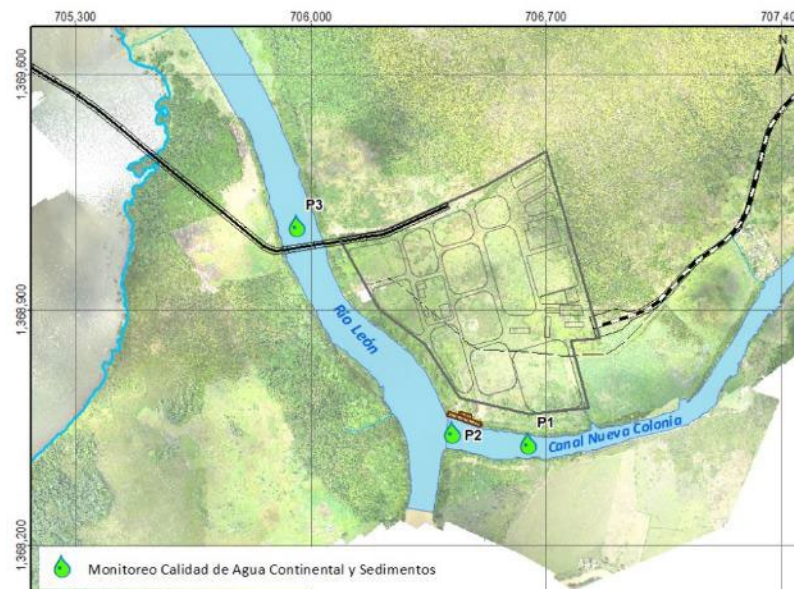 705,300
706,000
706,700
707,40
N
1,369,600
P3
1,368,900
Río León
P1
P2
Canal Nueva Colonia
1,368,200
Monitoreo Calidad de Agua Continental y Sedimentos